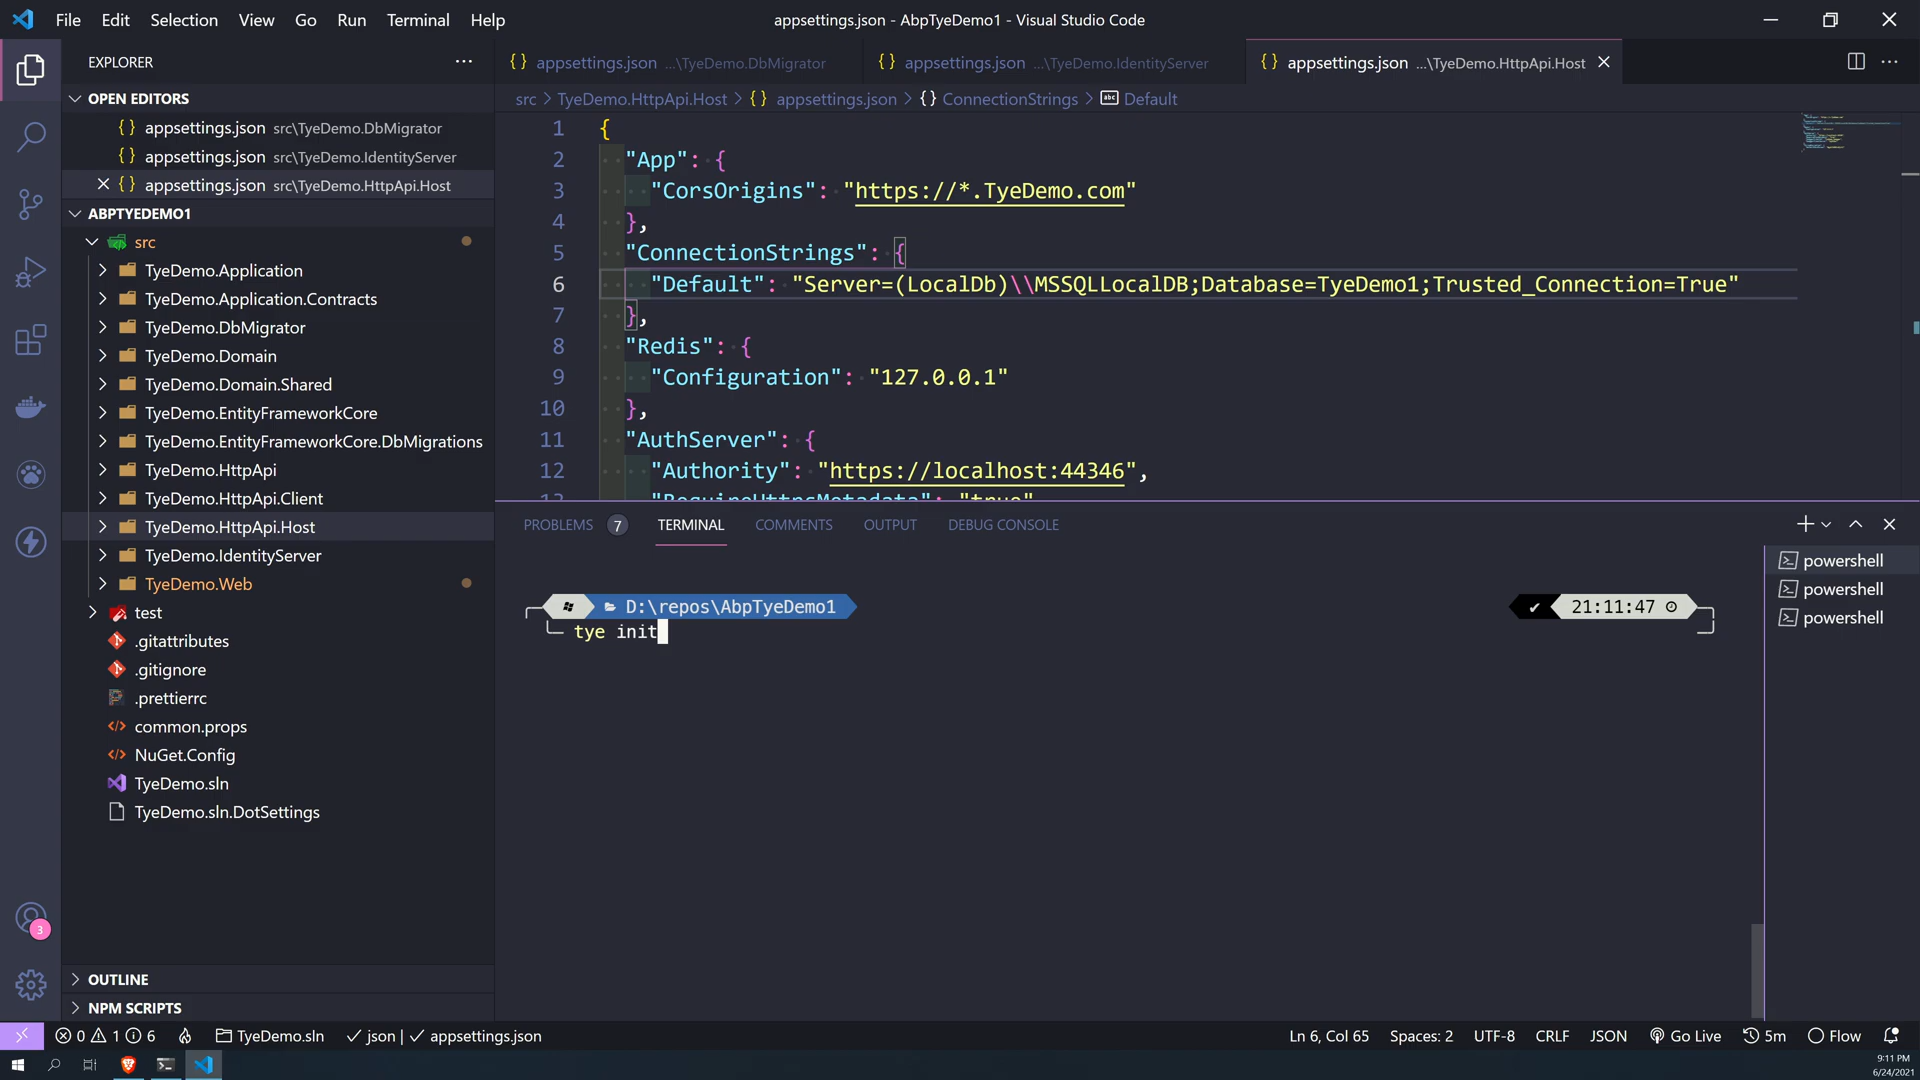 File Edit Selection View Go Run Terminal Help
appsettings.json - AbpTyeDemo1 - Visual Studio Code
EXPLORER
OPEN EDITORS
appsettings.json src\TyeDemo.DbMigrator
appsettings.json src\TyeDemo.IdentityServer
appsettings.json src\TyeDemo.HttpApi.Host
ABPTYEDEMO1
src
TyeDemo.Application
TyeDemo.Application.Contracts
TyeDemo.DbMigrator
TyeDemo.Domain
TyeDemo.Domain.Shared
TyeDemo.EntityFrameworkCore
TyeDemo.EntityFrameworkCore.DbMigrations
TyeDemo.HttpApi
TyeDemo.HttpApi.Client
TyeDemo.HttpApi.Host
TyeDemo.IdentityServer
TyeDemo.Web
test
.gitattributes
.gitignore
.prettierrc
common.props
NuGet.Config
TyeDemo.sln
TyeDemo.sln.DotSettings
OUTLINE
NPM SCRIPTS
3
{} appsettings.json ...\TyeDemo.DbMigrator
{} appsettings.json ...\TyeDemo.IdentityServer
{} appsettings.json ...\TyeDemo.HttpApi.Host
src > TyeDemo.HttpApi.Host > {} appsettings.json > {} ConnectionStrings > abc Default
1 {
2 "App": {
3 "CorsOrigins": "https://*.TyeDemo.com"
4 },
5 "ConnectionStrings": {
6 "Default": "Server=(LocalDb)\\MSSQLLocalDB;Database=TyeDemo1;Trusted_Connection=True"
7 },
8 "Redis": {
9 "Configuration": "127.0.0.1"
10 },
11 "AuthServer": {
12 "Authority": "https://localhost:44346",
13 "RequireHttpsMetadata": "true"
PROBLEMS 7 TERMINAL COMMENTS OUTPUT DEBUG CONSOLE
D:\repos\AbpTyeDemo1
21:11:47
tye init
powershell
powershell
powershell
0 1 6 TyeDemo.sln json | appsettings.json
Ln 6, Col 65 Spaces: 2 UTF-8 CRLF JSON Go Live 5m Flow
9:11 PM
6/24/2021